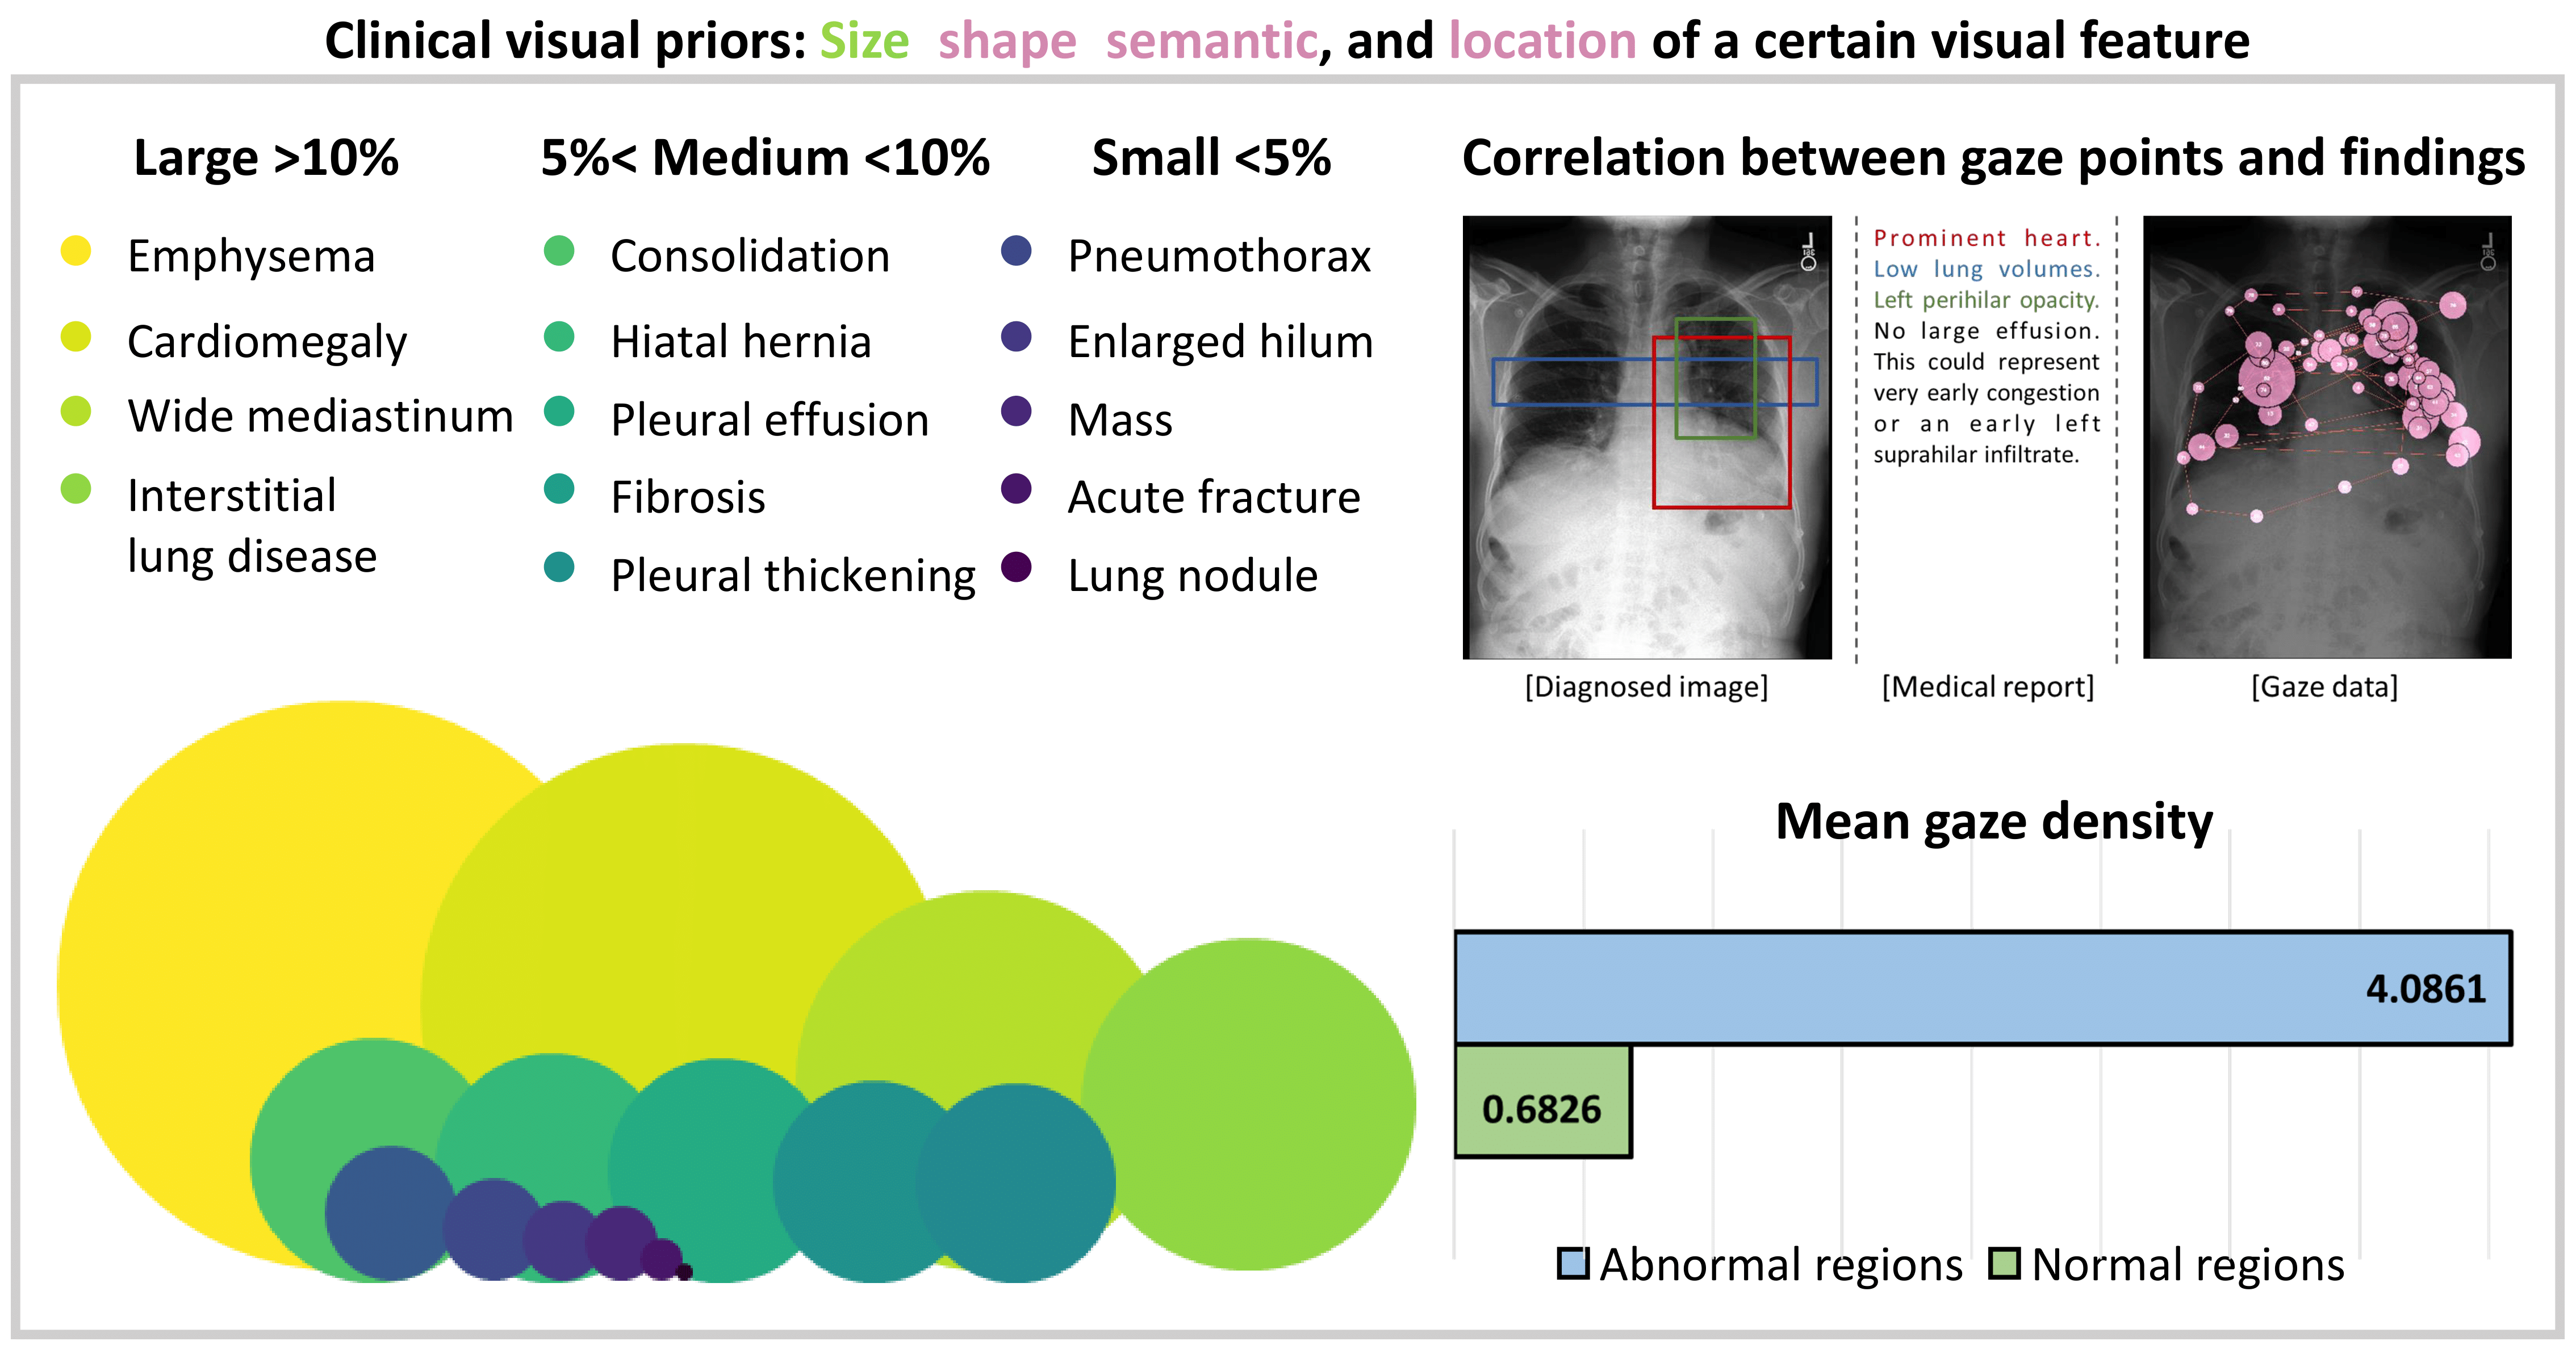 Clinical visual priors: Size shape semantic, and location of a certain visual feature
Large >10%
Emphysema
Cardiomegaly
Wide mediastinum
Interstitial
lung disease
5%< Medium <10%
Consolidation
Hiatal hernia
Pleural effusion
Fibrosis
Pleural thickening
Small <5%
Pneumothorax
Enlarged hilum
Mass
Acute fracture
Lung nodule
Correlation between gaze points and findings
L
Prominent heart.
Low lung volumes.
Left perihilar opacity.
No large effusion.
This could represent
very early congestion
or an early left
suprahilar infiltrate.
[Diagnosed image]
[Medical report]
[Gaze data]
Mean gaze density
4.0861
0.6826
Abnormal regions
Normal regions